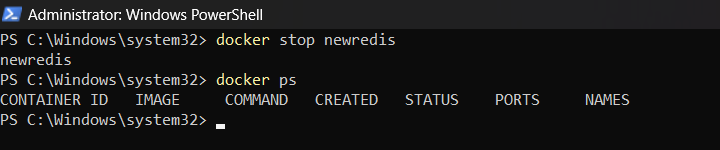 Administrator: Windows PowerShell
PS C:\Windows\system32> docker stop newredis
newredis
PS C:\Windows\system32> docker ps
CONTAINER ID   IMAGE     COMMAND   CREATED   STATUS    PORTS     NAMES
PS C:\Windows\system32>